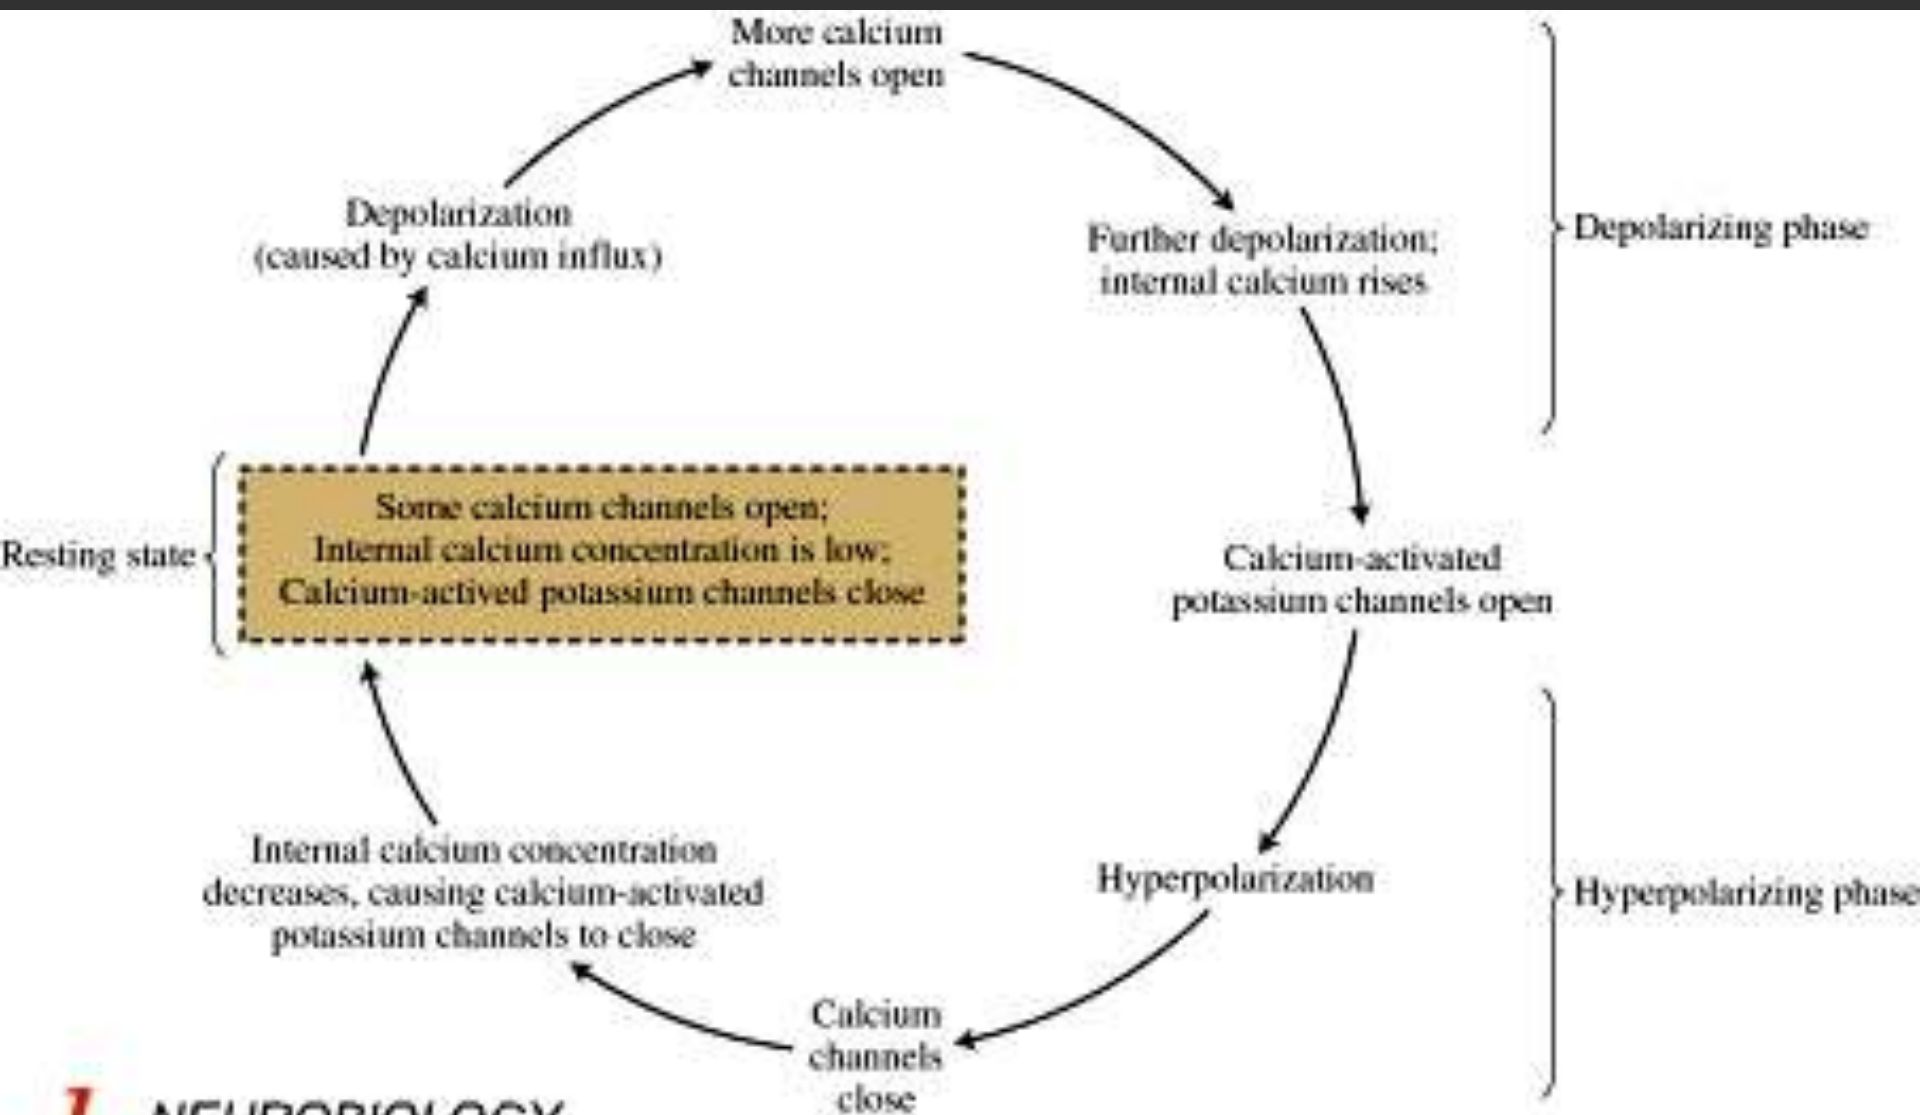 More calcium
channels open
Depolarization
(caused by calcium influx)
Further depolarization;
internal calcium rises
Depolarizing phase
Resting state
Some calcium channels open;
Internal calcium concentration is low;
Calcium-actived potassium channels close
Calcium-activated
potassium channels open
Internal calcium concentration
decreases, causing calcium-activated
potassium channels to close
Hyperpolarization
Hyperpolarizing phase
Calcium
channels
close
NEUROBIOLOGY